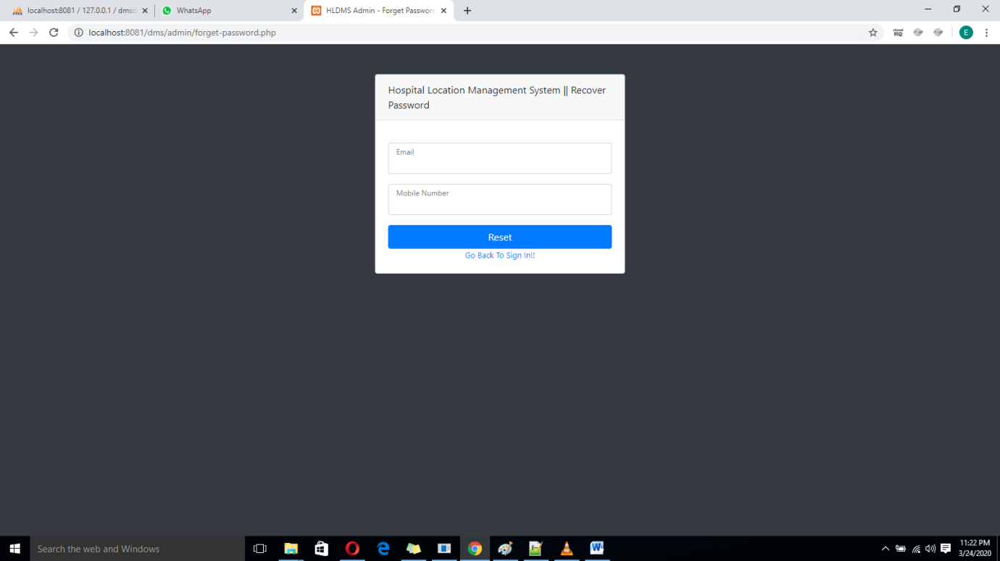 localhost:8081 / 127.0.0.1 / dmsd
WhatsApp
HLDMS Admin - Forget Password
localhost:8081/dms/admin/forget-password.php
E
Hospital Location Management System || Recover
Password
Email
Mobile Number
Reset
Go Back To Sign In!!
Search the web and Windows
11:22 PM
3/24/2020